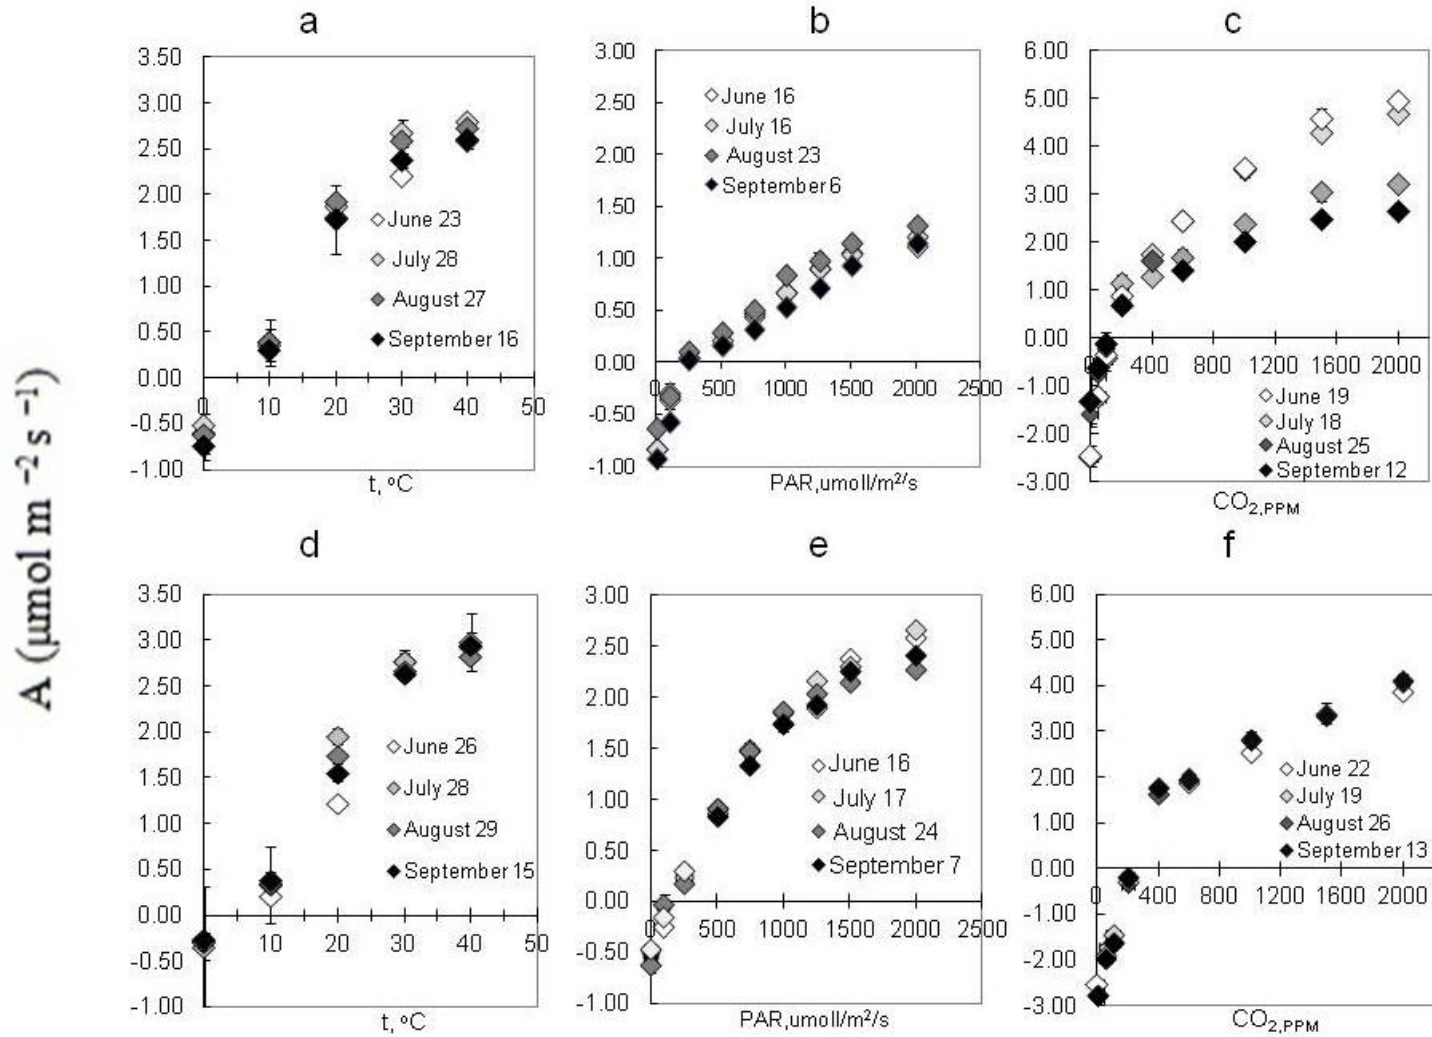 a
b
c
A (μmol m ⁻² s ⁻¹)
3.50
3.00
2.50
2.00
1.50
1.00
0.50
0.00
-0.50
-1.00
0 10 20 30 40 50
t, °C
June 23
July 28
August 27
September 16
3.00
2.50
2.00
1.50
1.00
0.50
0.00
-0.50
-1.00
0 500 1000 1500 2000 2500
PAR,umoll/m²/s
June 16
July 16
August 23
September 6
6.00
5.00
4.00
3.00
2.00
1.00
0.00
-1.00
-2.00
-3.00
0 400 800 1200 1600 2000
CO₂,PPM
June 19
July 18
August 25
September 12
d
e
f
3.50
3.00
2.50
2.00
1.50
1.00
0.50
0.00
-0.50
-1.00
0 10 20 30 40 50
t, °C
June 26
July 28
August 29
September 15
3.00
2.50
2.00
1.50
1.00
0.50
0.00
-0.50
-1.00
0 500 1000 1500 2000 2500
PAR,umoll/m²/s
June 16
July 17
August 24
September 7
6.00
5.00
4.00
3.00
2.00
1.00
0.00
-1.00
-2.00
-3.00
0 400 800 1200 1600 2000
CO₂,PPM
June 22
July 19
August 26
September 13